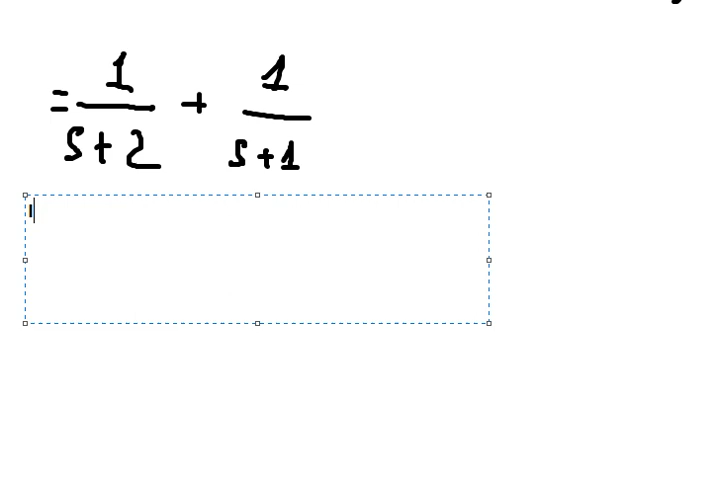 = 1/(s+2) + 1/(s+1)
I